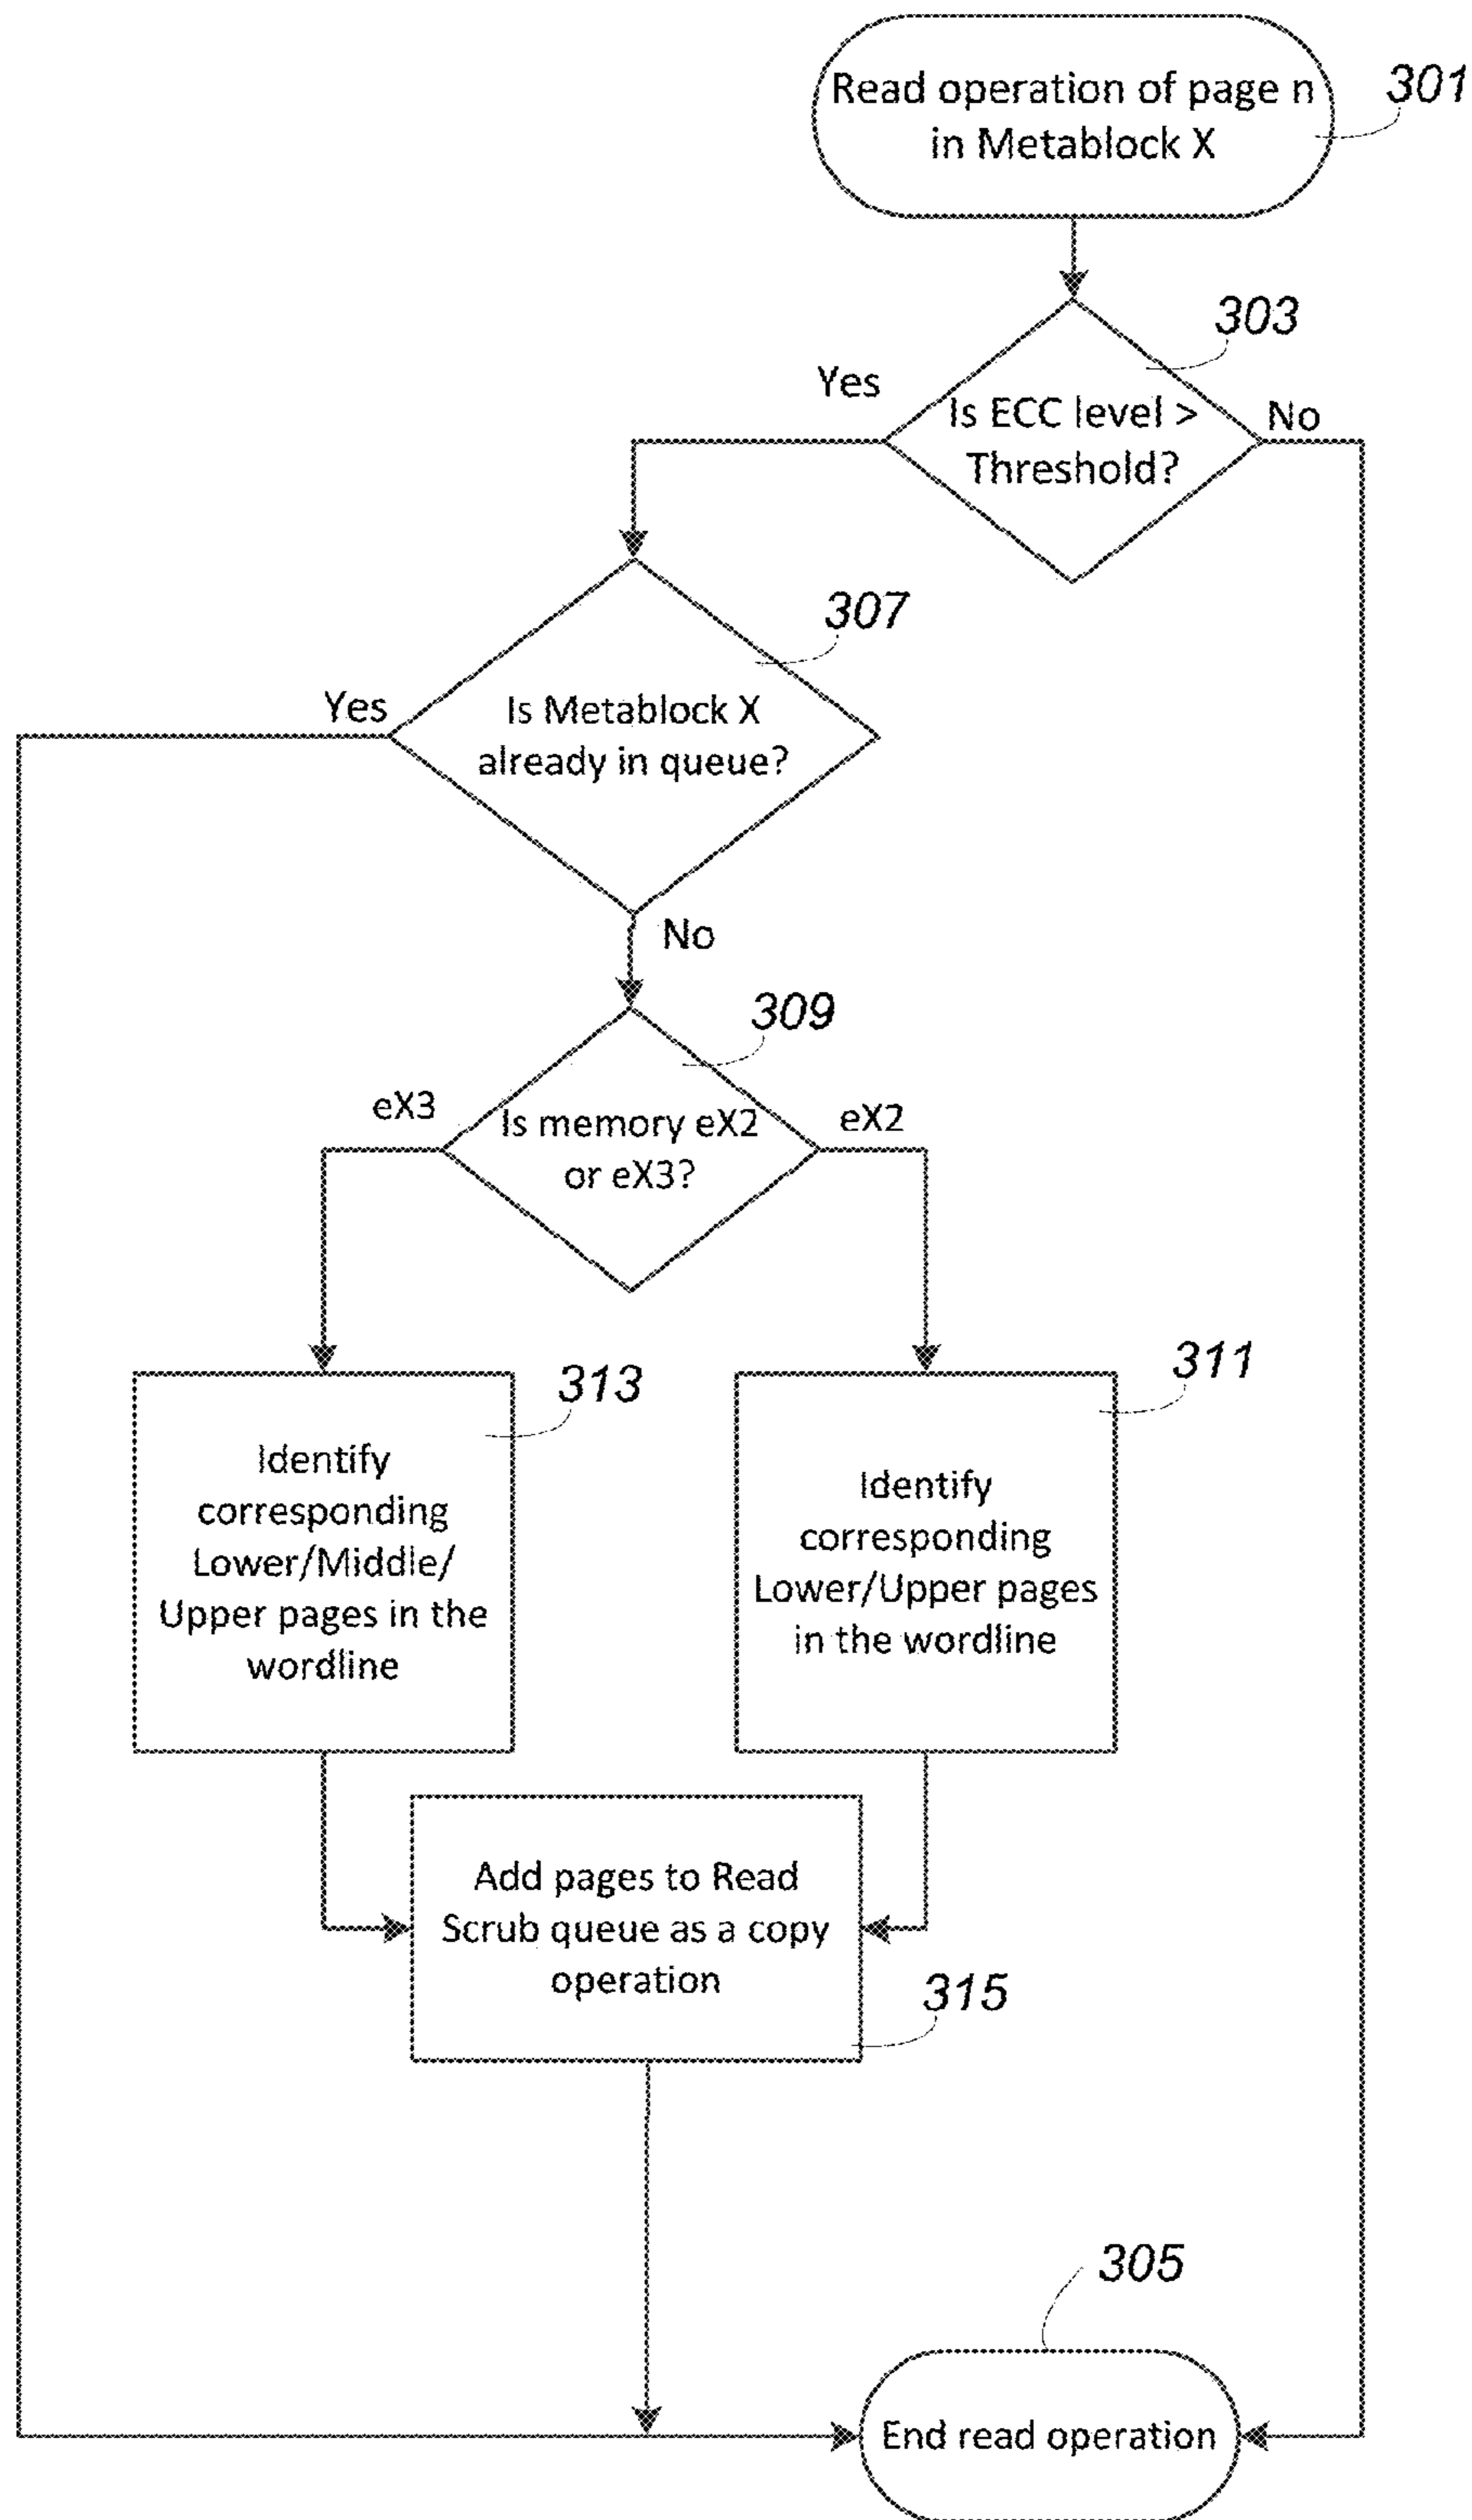 Read operation of page n
in Metablock X
301
303
Yes
Is ECC level >
Threshold?
No
307
Yes
Is Metablock X
already in queue?
No
309
eX3
Is memory eX2
or eX3?
eX2
313
311
Identify
corresponding
Lower/Middle/
Upper pages in the
wordline
Identify
corresponding
Lower/Upper pages
in the wordline
Add pages to Read
Scrub queue as a copy
operation
315
305
End read operation